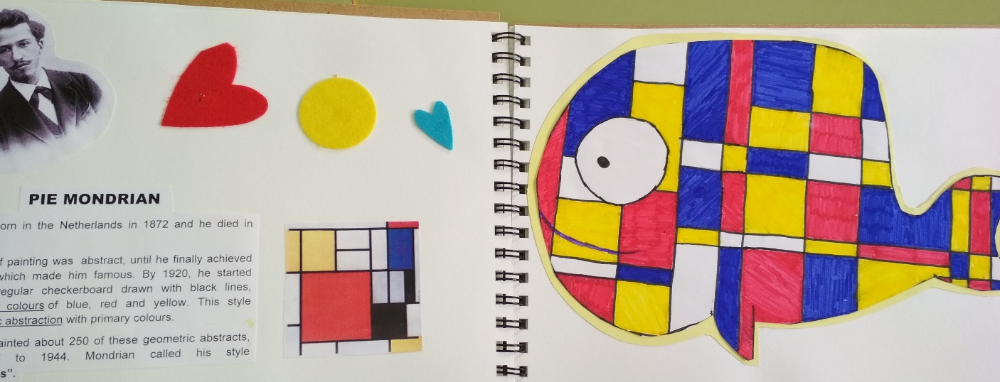 PIE MONDRIAN
orn in the Netherlands in 1872 and he died in
f painting was abstract, until he finally achieved
which made him famous. By 1920, he started
regular checkerboard drawn with black lines,
colours of blue, red and yellow. This style
c abstraction with primary colours.
ainted about 250 of these geometric abstracts,
to 1944. Mondrian called his style
s".